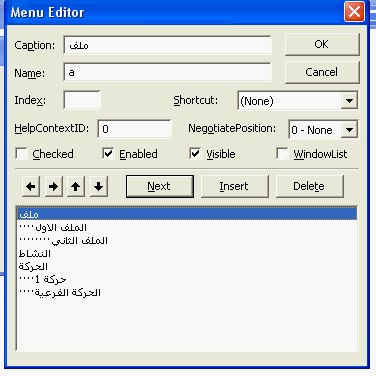 Menu Editor
Caption: ملف OK
Name: a Cancel
Index: Shortcut: (None)
HelpContextID: 0 NegotiatePosition: 0 - None
Checked Enabled Visible WindowList
Next Insert Delete
ملف
····الملف الاول
········الملف الثاني
النشاط
الحركة
····حركة 1
····الحركة الفرعية